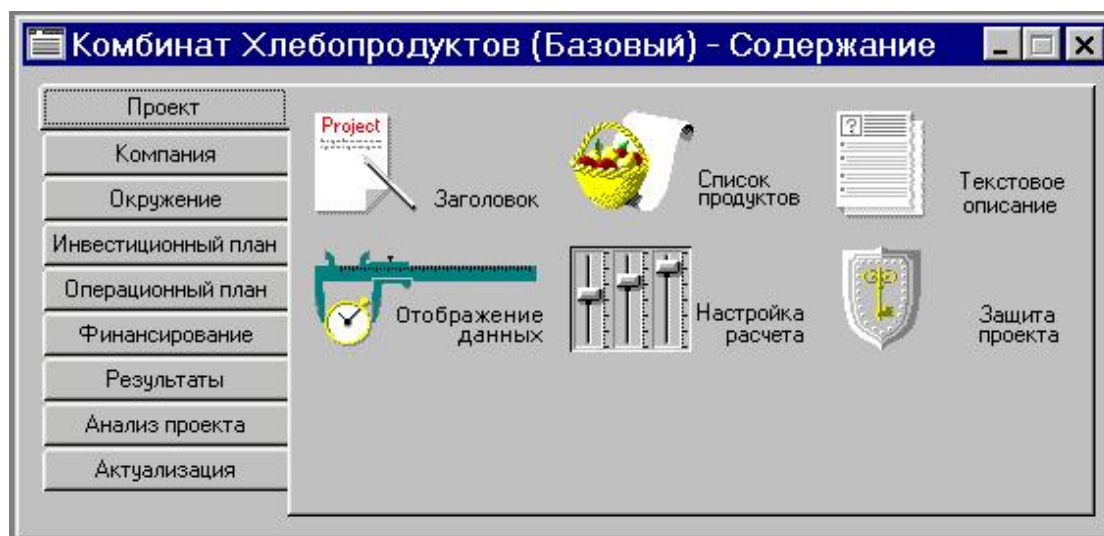 Комбинат Хлебопродуктов (Базовый) - Содержание
Проект
Компания
Окружение
Инвестиционный план
Операционный план
Финансирование
Результаты
Анализ проекта
Актуализация
Project
Заголовок
Список
продуктов
?
Текстовое
описание
Отображение
данных
Настройка
расчета
Защита
проекта